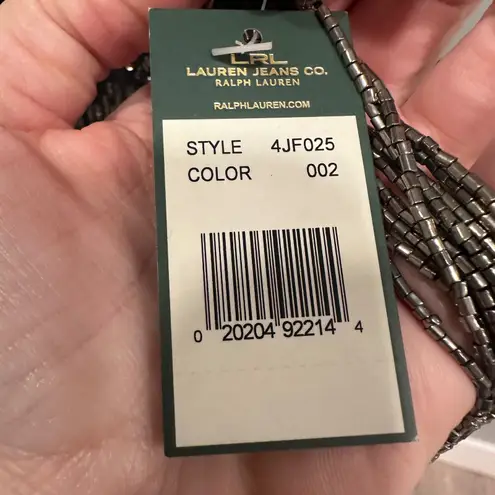 LRL
LAUREN JEANS CO.
RALPH LAUREN
RALPHLAUREN.COM
STYLE 4JF025
COLOR 002
0 20204 92214 4